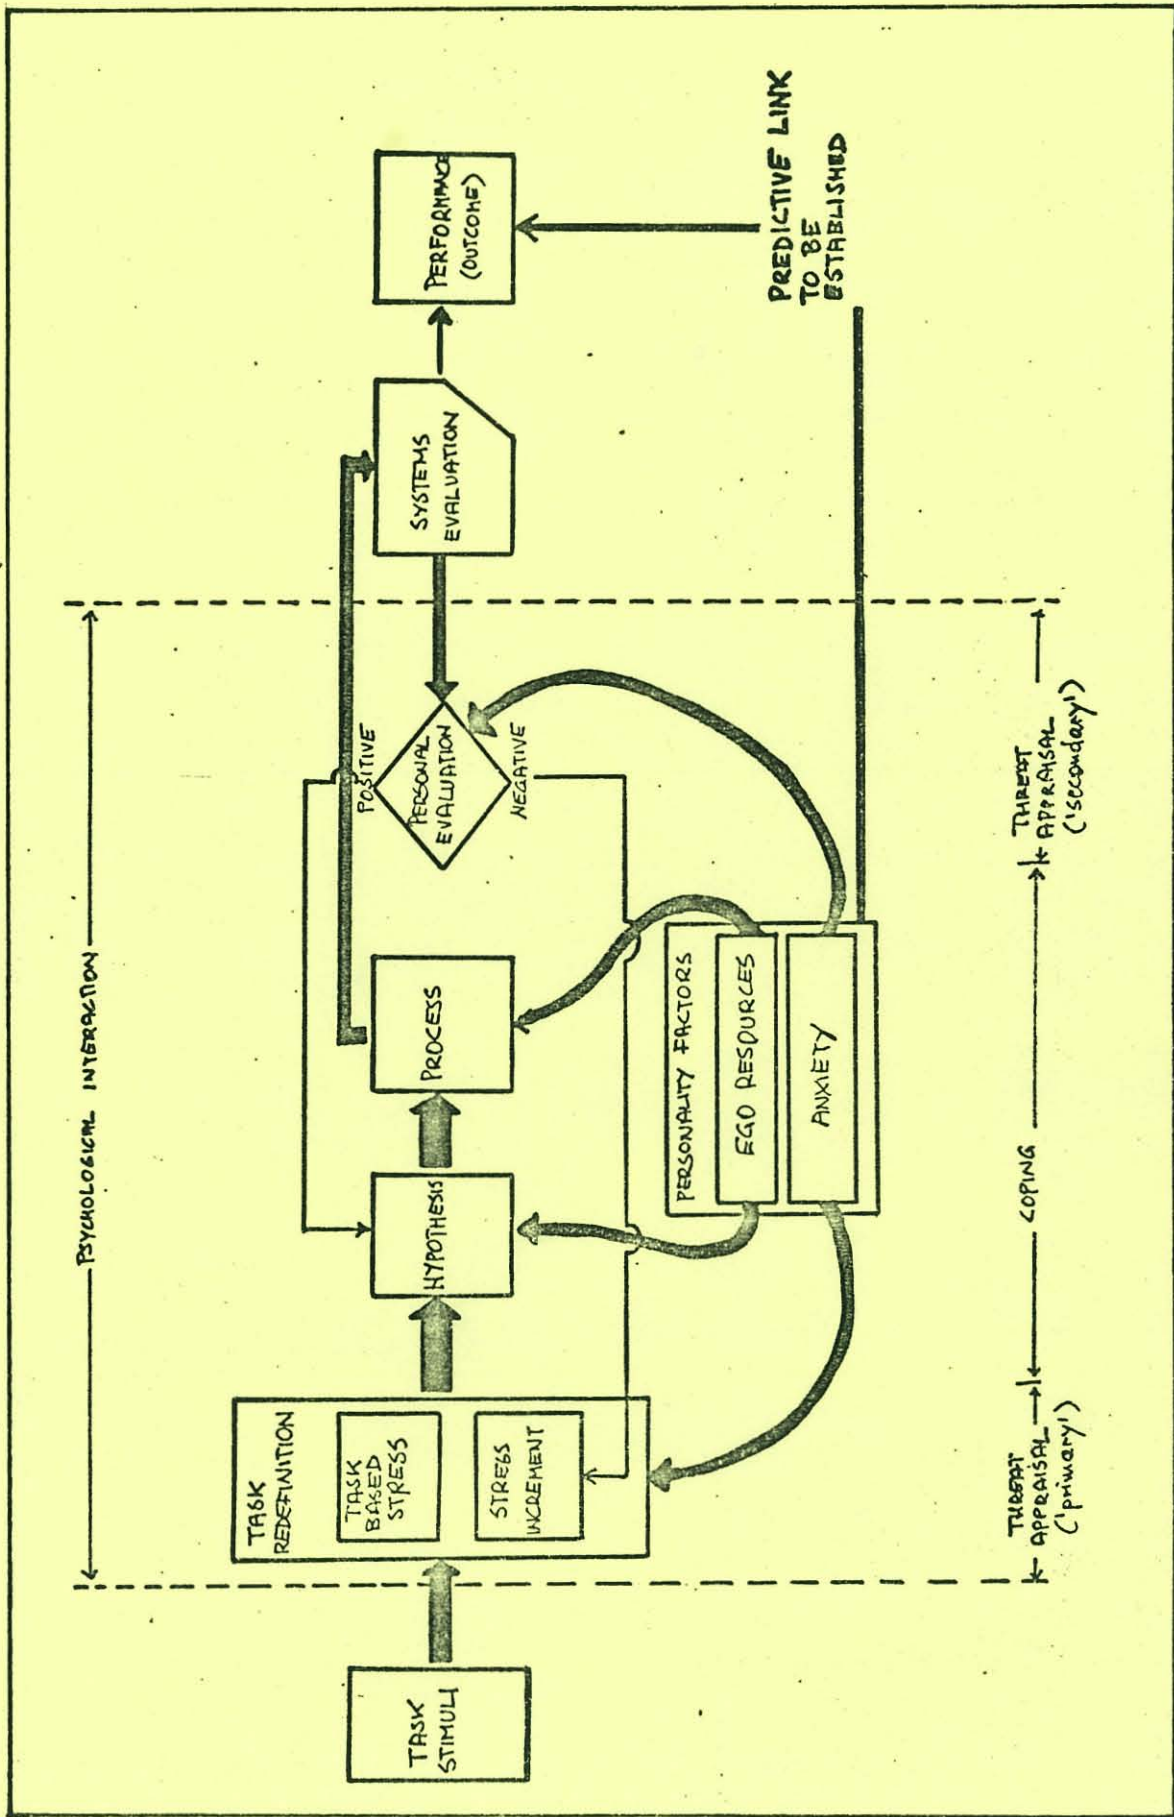 PSYCHOLOGICAL INTERACTION
TASK
STIMULI
TASK
REDEFINITION
TASK
BASED
STRESS
STRESS
INCREMENT
HYPOTHESIS
PROCESS
POSITIVE
PERSONAL
EVALUATION
NEGATIVE
SYSTEMS
EVALUATION
PERFORMANCE
(OUTCOME)
PERSONALITY FACTORS
EGO RESOURCES
ANXIETY
PREDICTIVE LINK
TO BE
ESTABLISHED
THREAT
APPRAISAL
('primary')
COPING
THREAT
APPRAISAL
('secondary')